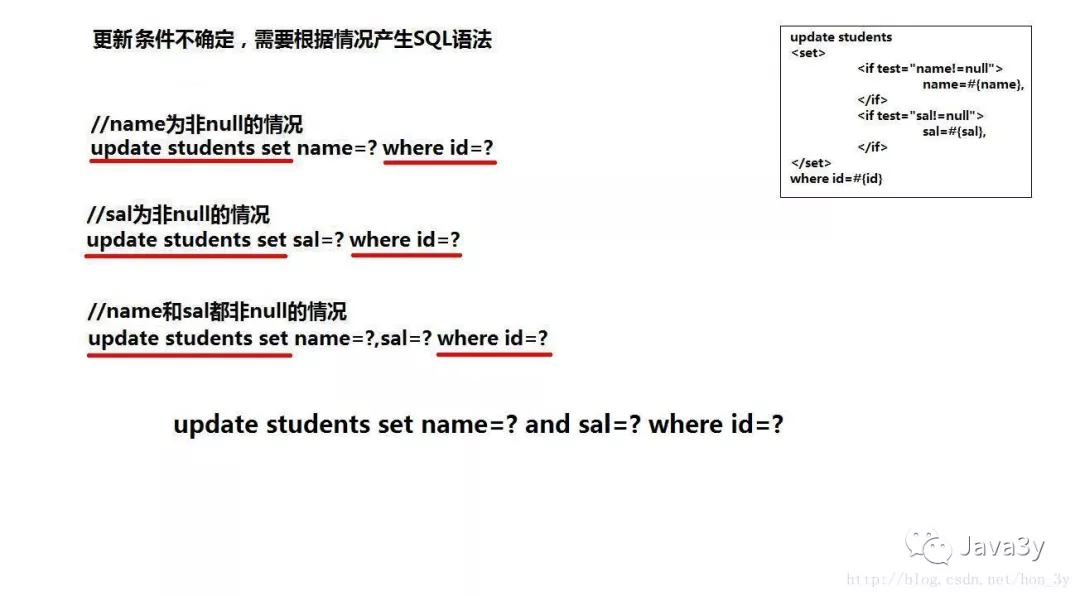 更新条件不确定，需要根据情况产生SQL语法
//name为非null的情况
update students set name=? where id=?
//sal为非null的情况
update students set sal=? where id=?
//name和sal都非null的情况
update students set name=?,sal=? where id=?
update students set name=? and sal=? where id=?
update students
<set>
<if test="name!=null">
name=#{name},
</if>
<if test="sal!=null">
sal=#{sal},
</if>
</set>
where id=#{id}
Java3y
http://blog.csdn.net/hon_3y